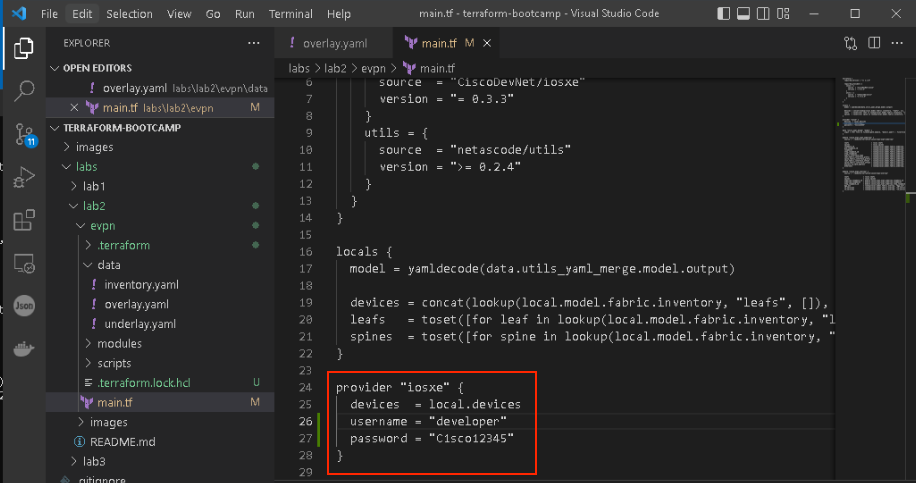 File Edit Selection View Go Run Terminal Help main.tf - terraform-bootcamp - Visual Studio Code
EXPLORER
OPEN EDITORS
overlay.yaml labs\lab2\evpn\data
main.tf labs\lab2\evpn M
TERRAFORM-BOOTCAMP
images
labs
lab1
lab2
evpn
.terraform
data
inventory.yaml
overlay.yaml
underlay.yaml
modules
scripts
.terraform.lock.hcl U
main.tf M
images
README.md
lab3
.gitignore
11
Json
overlay.yaml
main.tf M
labs > lab2 > evpn > main.tf
6 source = "CiscoDevNet/iosxe"
7 version = "= 0.3.3"
8 }
9 utils = {
10 source = "netascode/utils"
11 version = ">= 0.2.4"
12 }
13 }
14 }
15
16 locals {
17 model = yamldecode(data.utils_yaml_merge.model.output)
18
19 devices = concat(lookup(local.model.fabric.inventory, "leafs", []),
20 leafs = toset([for leaf in lookup(local.model.fabric.inventory, "l
21 spines = toset([for spine in lookup(local.model.fabric.inventory, "
22 }
23
24 provider "iosxe" {
25 devices = local.devices
26 username = "developer"
27 password = "C1sco12345"
28 }
29